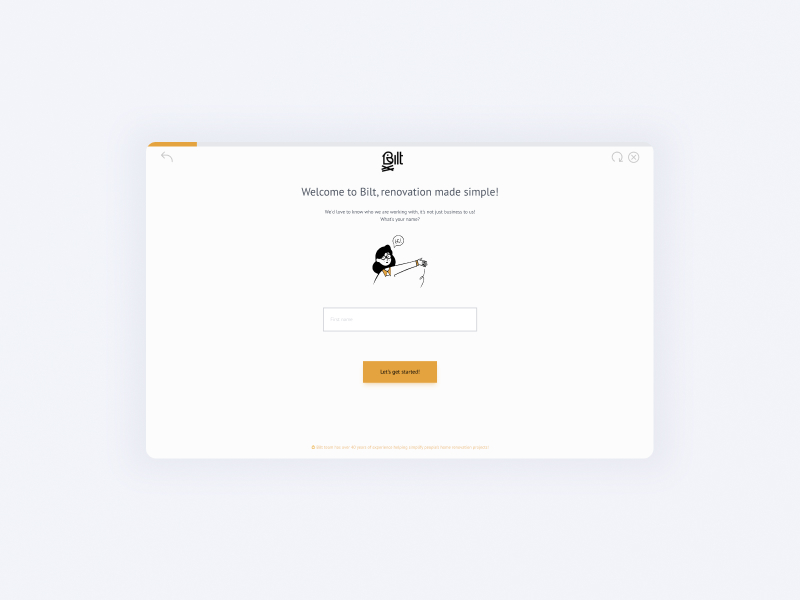 Bilt
Welcome to Bilt, renovation made simple!
We'd love to know who we are working with, it's not just business to us!
What's your name?
Hi!
First name
Let's get started!